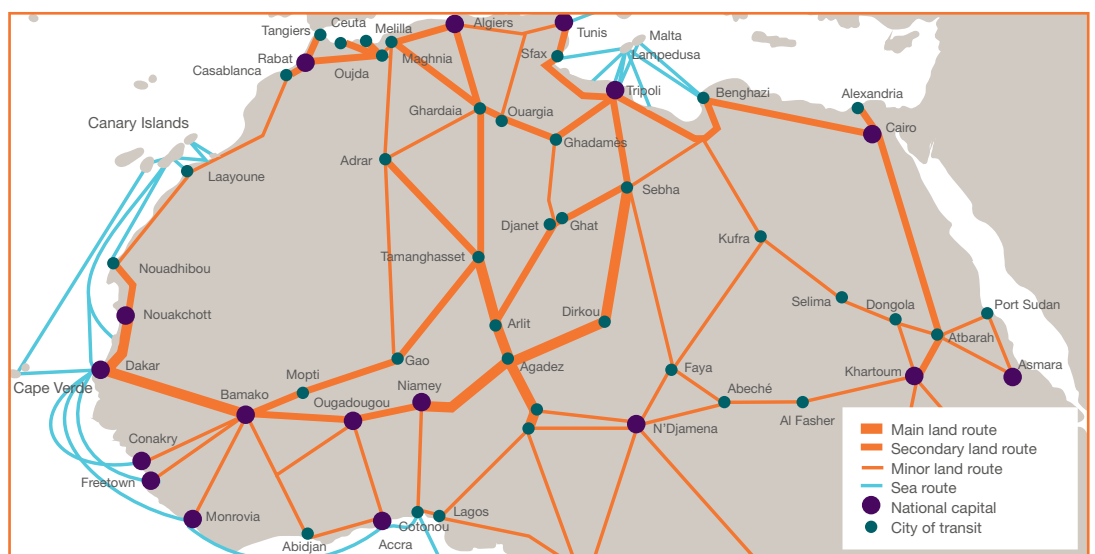 Ceuta
Melilla
Algiers
Tangiers
Tunis
Malta
Sfax
Lampedusa
Rabat
Maghnia
Casablanca
Oujda
Tripoli
Benghazi
Alexandria
Ghardaia
Ouargia
Canary Islands
Cairo
Ghadamès
Adrar
Laayoune
Sebha
Djanet
Ghat
Kufra
Tamanghasset
Nouadhibou
Selima
Dongola
Port Sudan
Nouakchott
Dirkou
Arlit
Atbarah
Dakar
Gao
Agadez
Faya
Khartoum
Asmara
Mopti
Cape Verde
Niamey
Abeché
Bamako
Ougadougou
Al Fasher
N'Djamena
Conakry
Freetown
Monrovia
Lagos
Cotonou
Abidjan
Accra
Main land route
Secondary land route
Minor land route
Sea route
National capital
City of transit